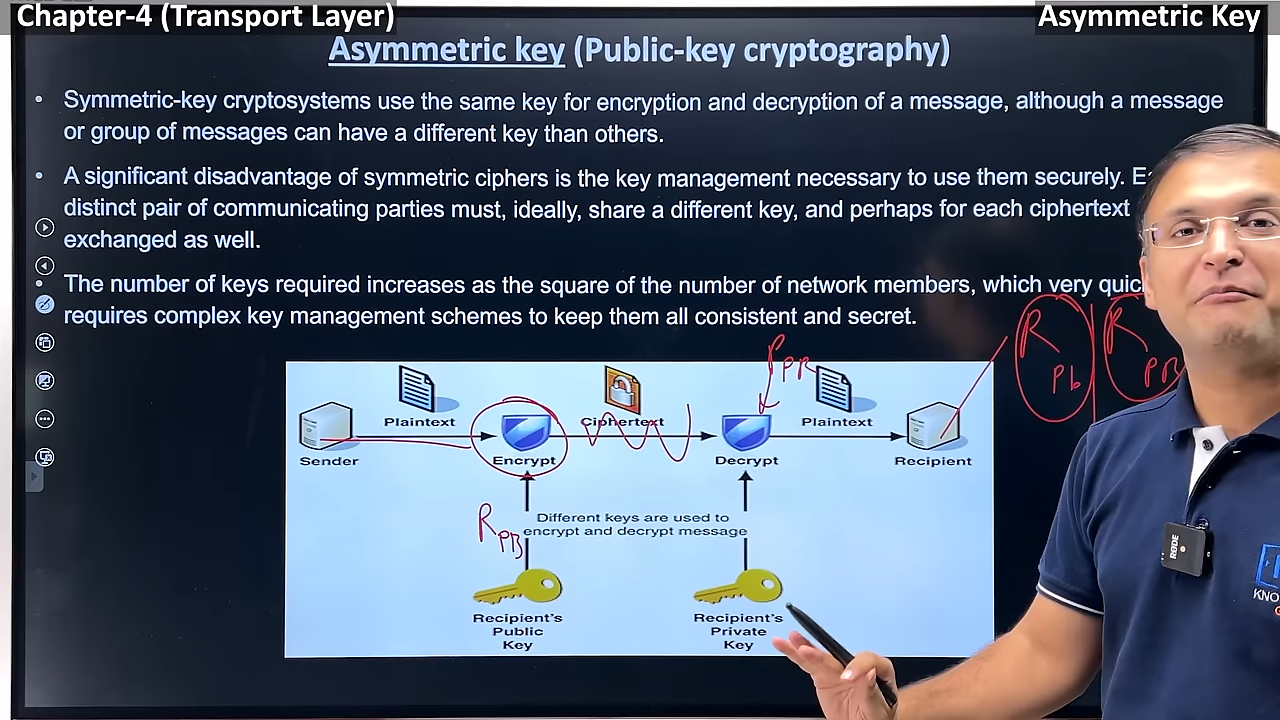 Chapter-4 (Transport Layer)
Asymmetric Key
Asymmetric key (Public-key cryptography)
• Symmetric-key cryptosystems use the same key for encryption and decryption of a message, although a message
or group of messages can have a different key than others.
• A significant disadvantage of symmetric ciphers is the key management necessary to use them securely.
distinct pair of communicating parties must, ideally, share a different key, and perhaps for each ciphertext
exchanged as well.
• The number of keys required increases as the square of the number of network members, which very
requires complex key management schemes to keep them all consistent and secret.
R Pb | R PR
PPR
Plaintext
Ciphertext
Plaintext
Sender
Encrypt
Decrypt
Recipient
RPB
Different keys are used to
encrypt and decrypt message
Recipient's
Public
Key
Recipient's
Private
Key
RODE